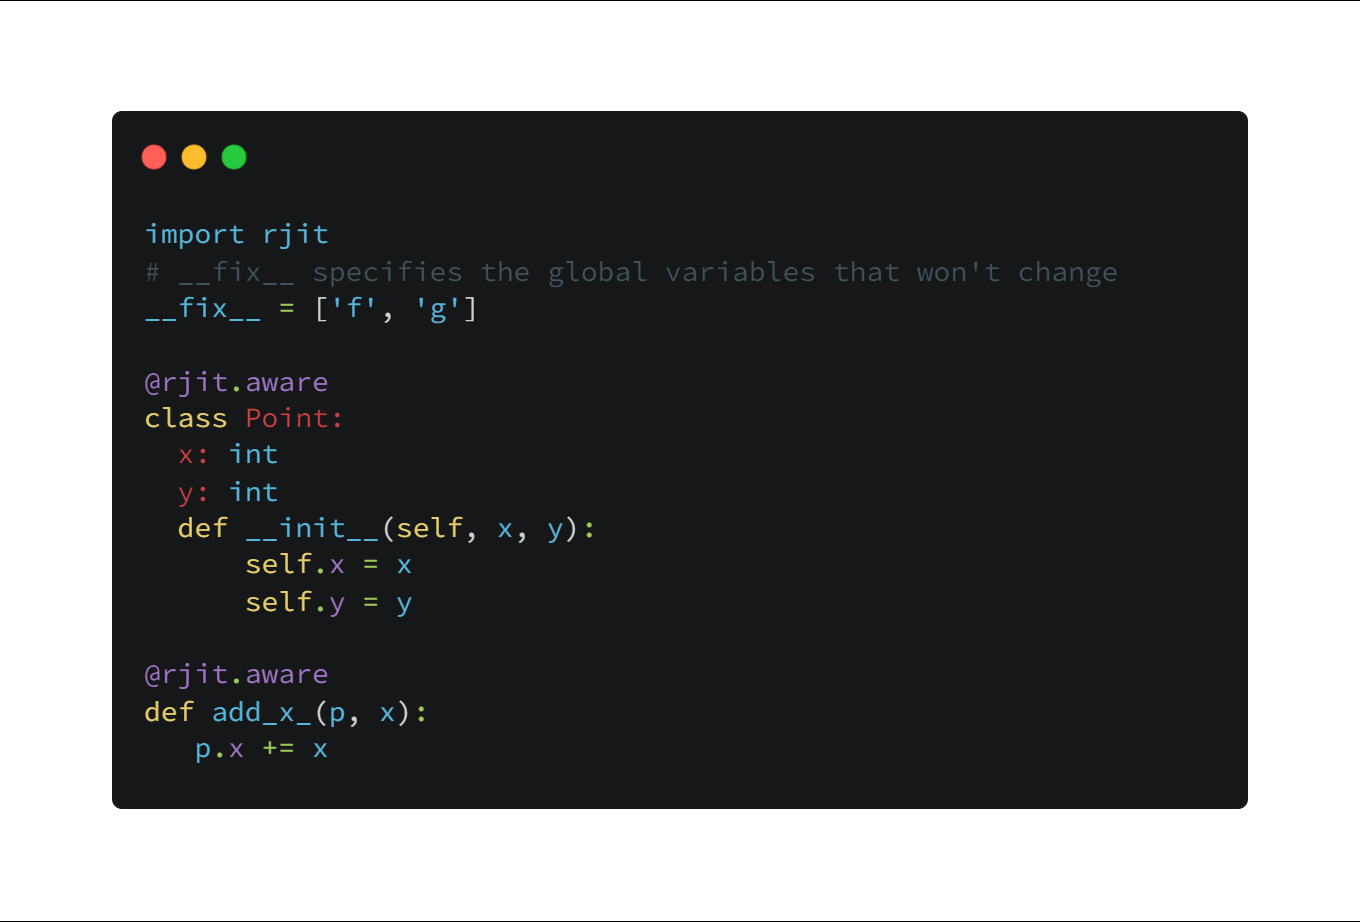 import rjit
# __fix__ specifies the global variables that won't change
__fix__ = ['f', 'g']

@rjit.aware
class Point:
  x: int
  y: int
  def __init__(self, x, y):
      self.x = x
      self.y = y

@rjit.aware
def add_x_(p, x):
   p.x += x